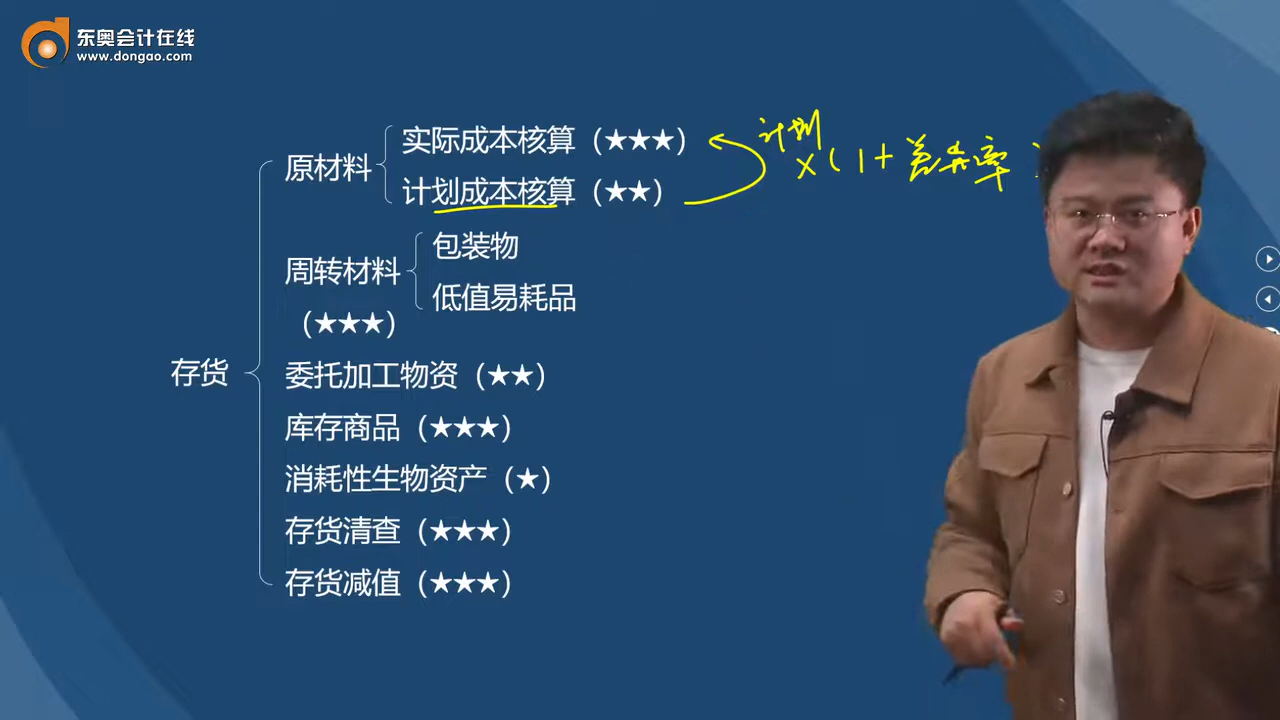 东奥会计在线
www.dongao.com
实际成本核算（★★★）
原材料
计划成本核算（★★）
计划
×(1+差异率
包装物
周转材料
低值易耗品
（★★★）
存货
委托加工物资（★★）
库存商品（★★★）
消耗性生物资产（★）
存货清查（★★★）
存货减值（★★★）